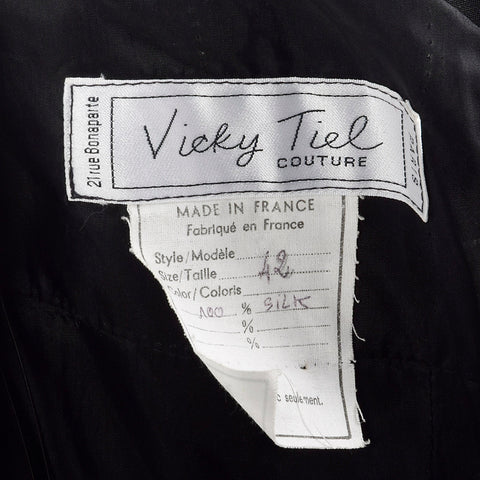 21 rue Bonaparte
Vicky Tiel
COUTURE
PARIS
MADE IN FRANCE
Fabriqué en France
Style/Modèle
Size/Taille 42
Color/Coloris
100 % SILK
%
%
c seulement.